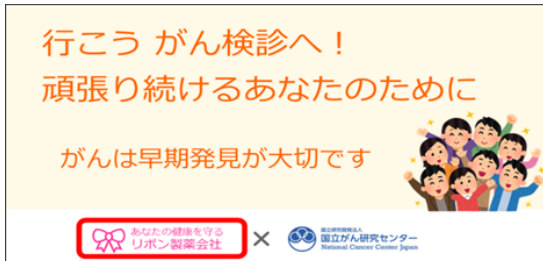 行こう がん検診へ！
頑張り続けるあなたのために
がんは早期発見が大切です
あなたの健康を守る
リボン製薬会社
×
国立研究開発法人
国立がん研究センター
National Cancer Center Japan